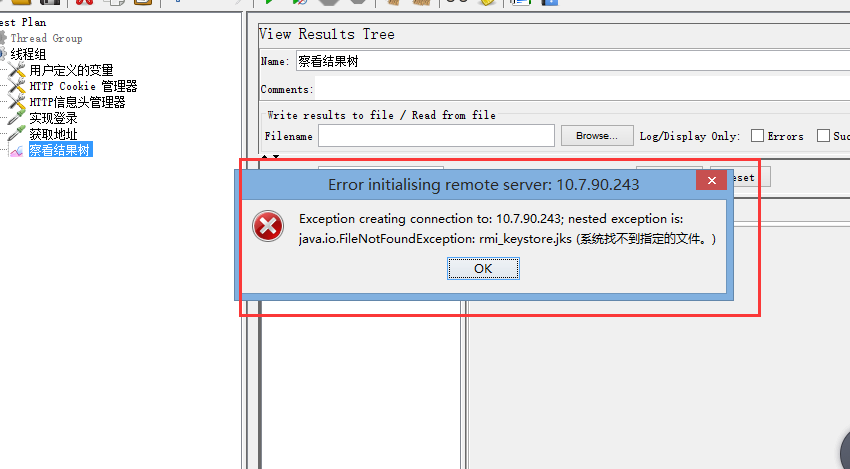 est Plan
Thread Group
线程组
用户定义的变量
HTTP Cookie 管理器
HTTP信息头管理器
实现登录
获取地址
察看结果树
View Results Tree
Name: 察看结果树
Comments:
Write results to file / Read from file
Filename Browse... Log/Display Only: Errors Suc
eset
Error initialising remote server: 10.7.90.243
Exception creating connection to: 10.7.90.243; nested exception is:
java.io.FileNotFoundException: rmi_keystore.jks (系统找不到指定的文件。)
OK